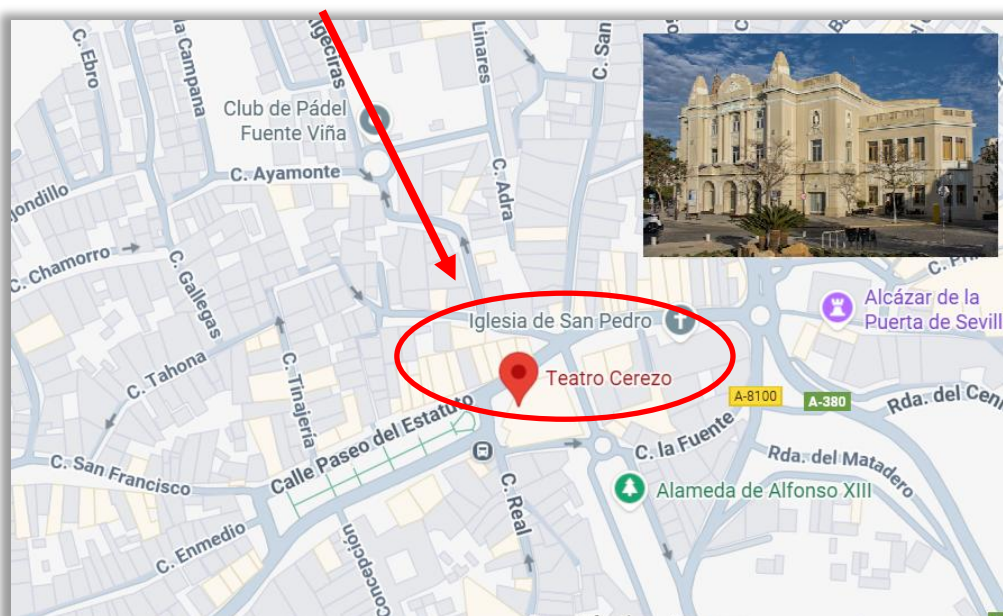 C. Ebro
la Campana
Algeciras
Linares
C. San
Club de Pádel
Fuente Viña
C. Ayamonte
C. Adra
C. Chamorro
C. Gallegas
Iglesia de San Pedro
Alcázar de la
Puerta de Sevill
C. Tahona
C. Tinajería
Teatro Cerezo
A-8100
A-380
Rda. del Cen
Calle Paseo del Estatuto
C. la Fuente
Rda. del Matadero
C. San Francisco
Alameda de Alfonso XIII
C. Real
C. Enmedio
Concepción